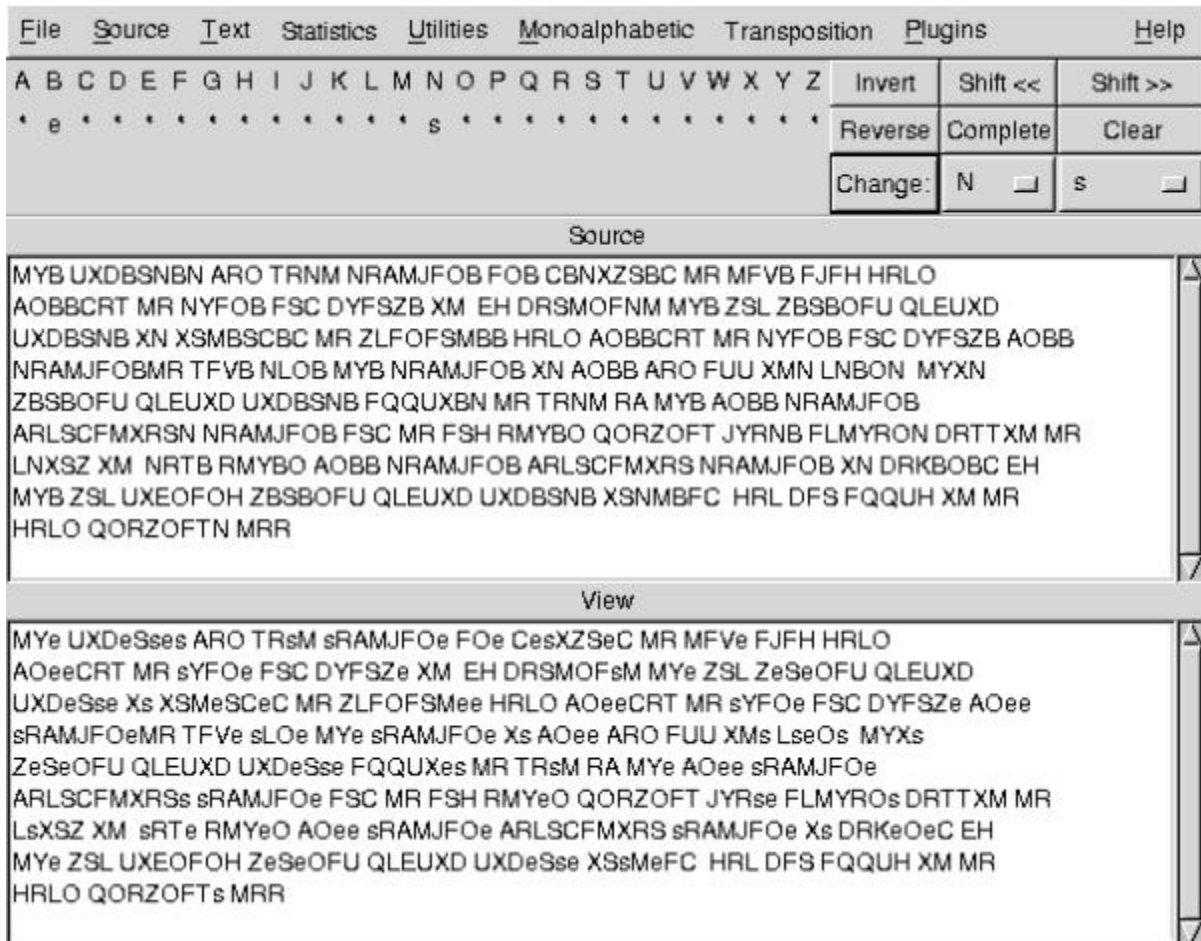 File Source Text Statistics Utilities Monoalphabetic Transposition Plugins Help
A B C D E F G H I J K L M N O P Q R S T U V W X Y Z Invert Shift << Shift >>
* e * * * * * * * * * * * s * * * * * * * * * * * * Reverse Complete Clear
Change: N s
Source
MYB UXDBSNBN ARO TRNM NRAMJFOB FOB CBNXZSBC MR MFVB FJFH HRLO
AOBBCRT MR NYFOB FSC DYFSZB XM EH DRSMOFNM MYB ZSL ZBSBOFU QLEUXD
UXDBSNB XN XSMBSCBC MR ZLFOFSMBB HRLO AOBBCRT MR NYFOB FSC DYFSZB AOBB
NRAMJFOBMR TFVB NLOB MYB NRAMJFOB XN AOBB ARO FUU XMN LNBON MYXN
ZBSBOFU QLEUXD UXDBSNB FQQUXBN MR TRNM RA MYB AOBB NRAMJFOB
ARLSCFMXRSN NRAMJFOB FSC MR FSH RMYBO QORZOFT JYRNB FLMYRON DRTTXM MR
LNXSZ XM NRTB RMYBO AOBB NRAMJFOB ARLSCFMXRS NRAMJFOB XN DRKBOBC EH
MYB ZSL UXEOFOH ZBSBOFU QLEUXD UXDBSNB XSNMBFC HRL DFS FQQUH XM MR
HRLO QORZOFTN MRR
View
MYe UXDeSses ARO TRsM sRAMJFOe FOe CesXZSeC MR MFVe FJFH HRLO
AOeeCRT MR sYFOe FSC DYFSZe XM EH DRSMOFsM MYe ZSL ZeSeOFU QLEUXD
UXDeSse Xs XSMeSCeC MR ZLFOFSMee HRLO AOeeCRT MR sYFOe FSC DYFSZe AOee
sRAMJFOeMR TFVe sLOe MYe sRAMJFOe Xs AOee ARO FUU XMs LseOs MYXs
ZeSeOFU QLEUXD UXDeSse FQQUXes MR TRsM RA MYe AOee sRAMJFOe
ARLSCFMXRSs sRAMJFOe FSC MR FSH RMYeO QORZOFT JYRse FLMYROs DRTTXM MR
LsXSZ XM sRTe RMYeO AOee sRAMJFOe ARLSCFMXRS sRAMJFOe Xs DRKeOeC EH
MYe ZSL UXEOFOH ZeSeOFU QLEUXD UXDeSse XSsMeFC HRL DFS FQQUH XM MR
HRLO QORZOFTs MRR